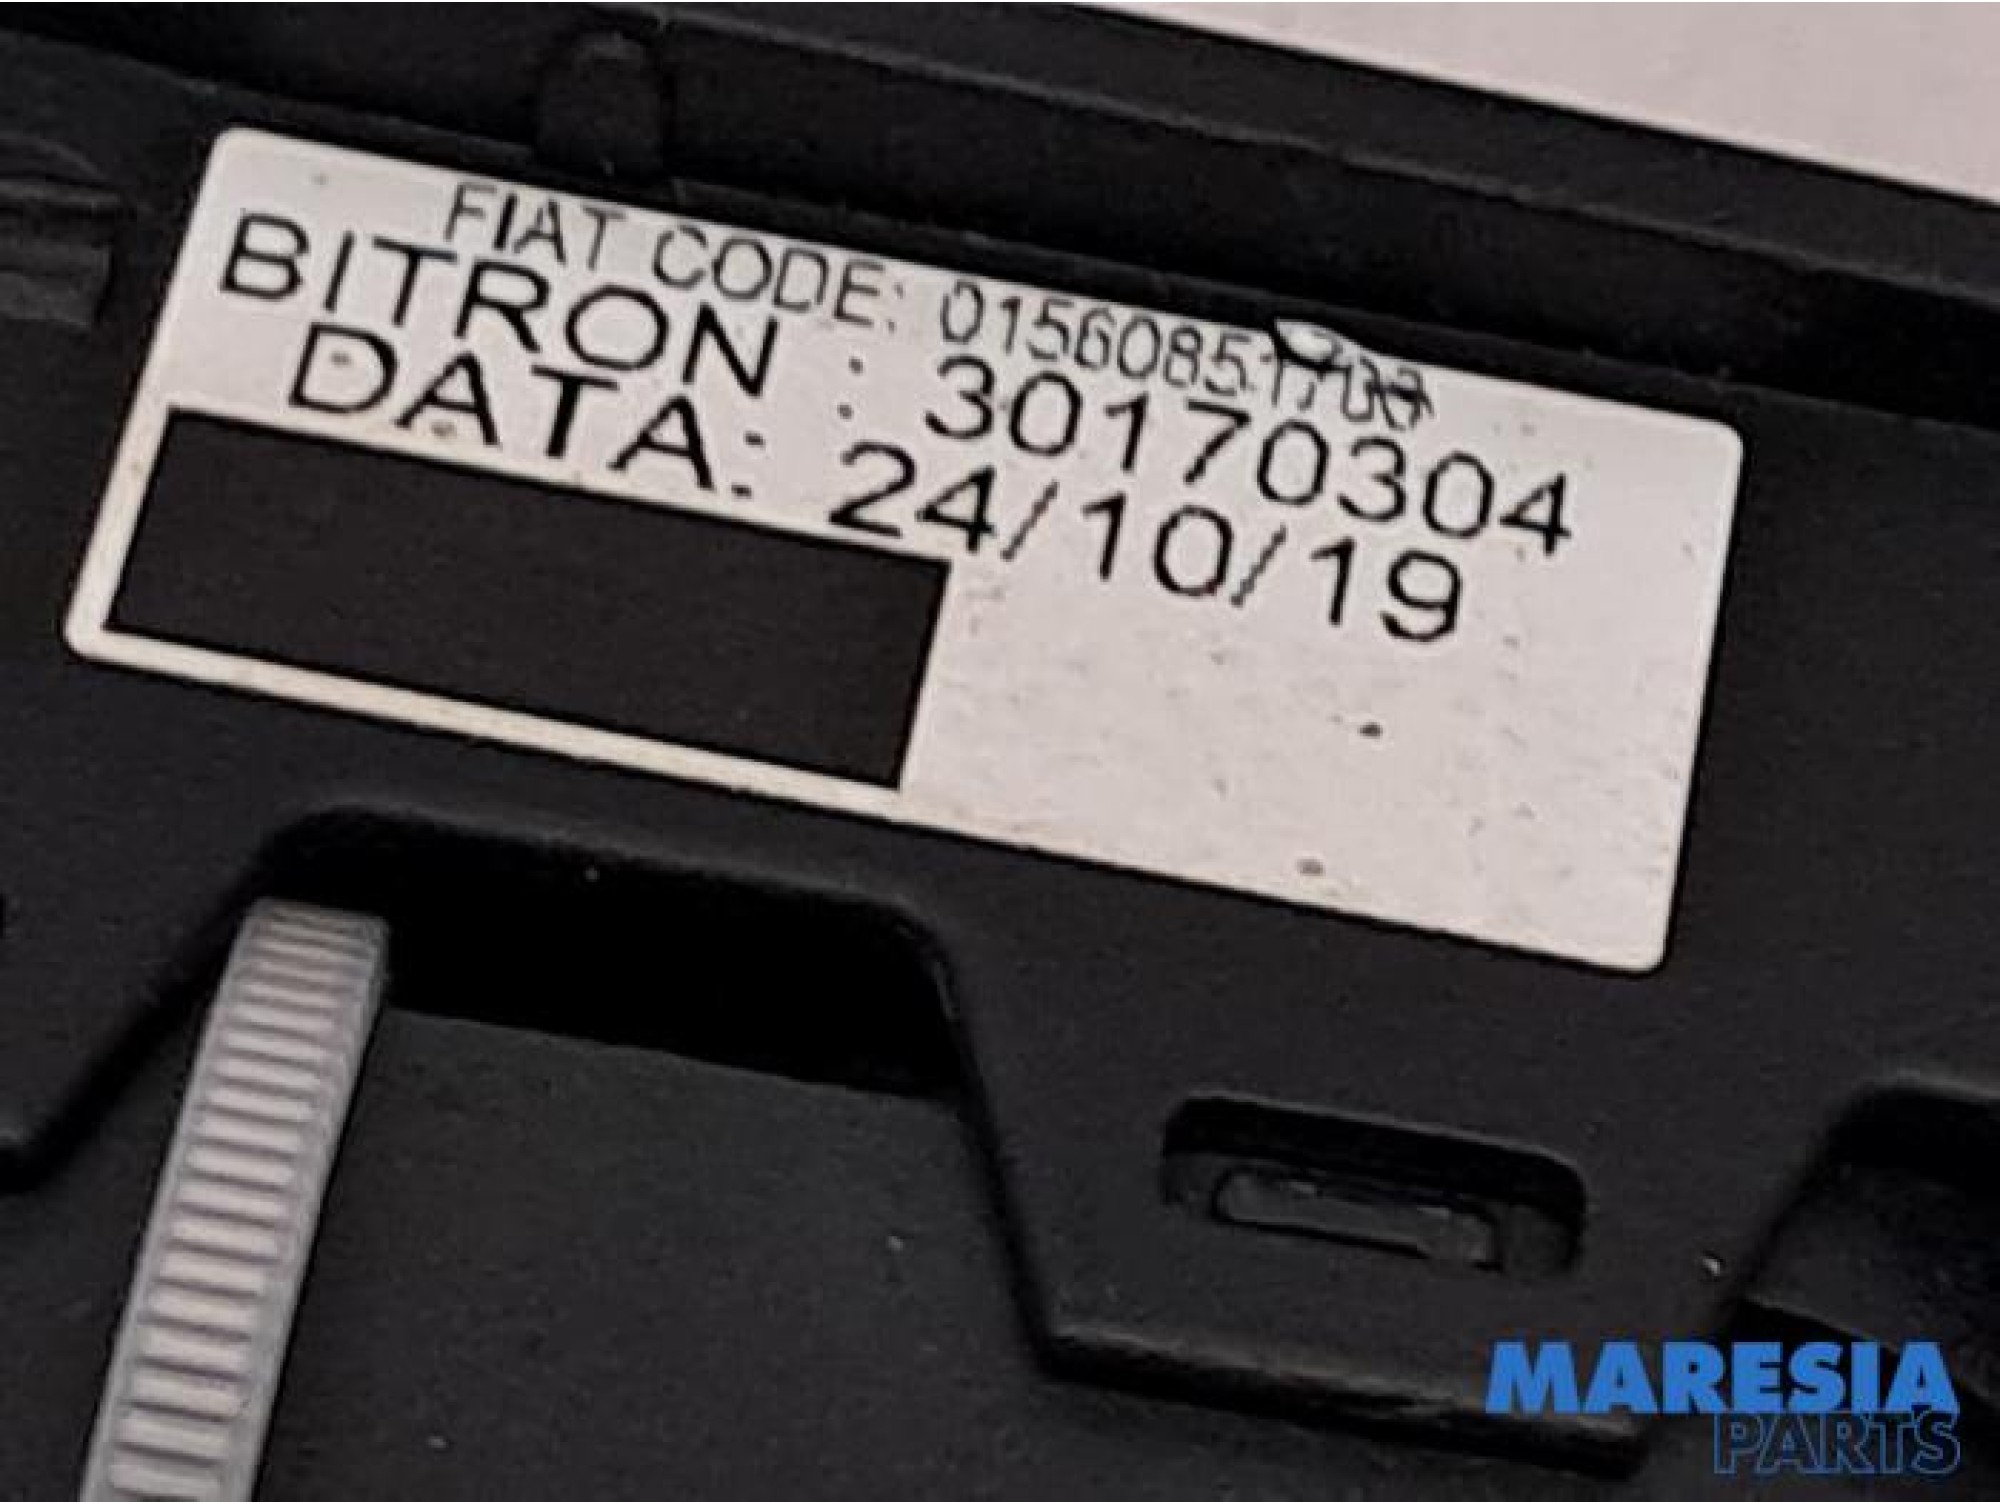 FIAT CODE:
BITRON : 30170304
DATA: 24/10/19
MARESIA
PARTS